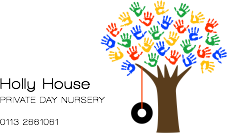 Holly House
PRIVATE DAY NURSERY
0113 2661061